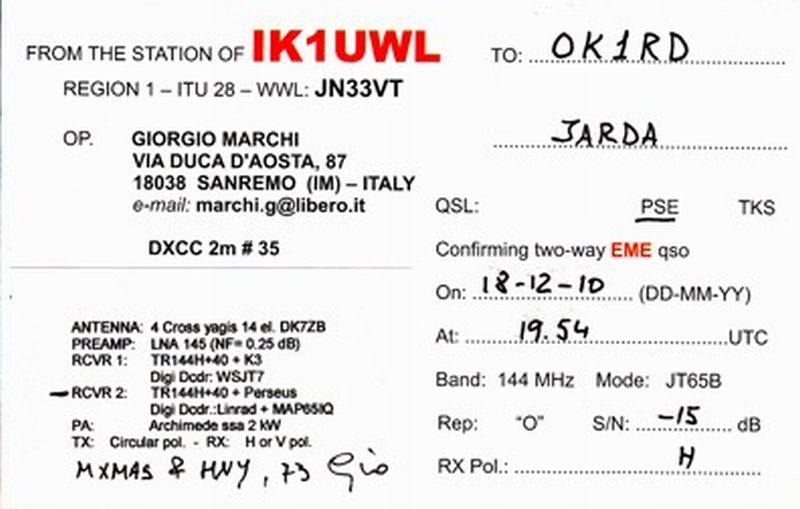 FROM THE STATION OF IK1UWL
REGION 1 – ITU 28 – WWL: JN33VT
OP. GIORGIO MARCHI
VIA DUCA D'AOSTA, 87
18038 SANREMO (IM) – ITALY
e-mail: marchi.g@libero.it
DXCC 2m # 35
ANTENNA: 4 Cross yagis 14 el. DK7ZB
PREAMP: LNA 145 (NF= 0.25 dB)
RCVR 1: TR144H+40 + K3
Digi Dcdr: WSJT7
RCVR 2: TR144H+40 + Perseus
Digi Dcdr.:Linrad + MAP65IQ
PA: Archimede ssa 2 kW
TX: Circular pol. - RX: H or V pol.
MXMAS & HNY, 73 Gio
TO: OK1RD
JARDA
QSL: PSE TKS
Confirming two-way EME qso
On: 18-12-10 (DD-MM-YY)
At: 19.54 UTC
Band: 144 MHz Mode: JT65B
Rep: "O" S/N: -15 dB
RX Pol.: H